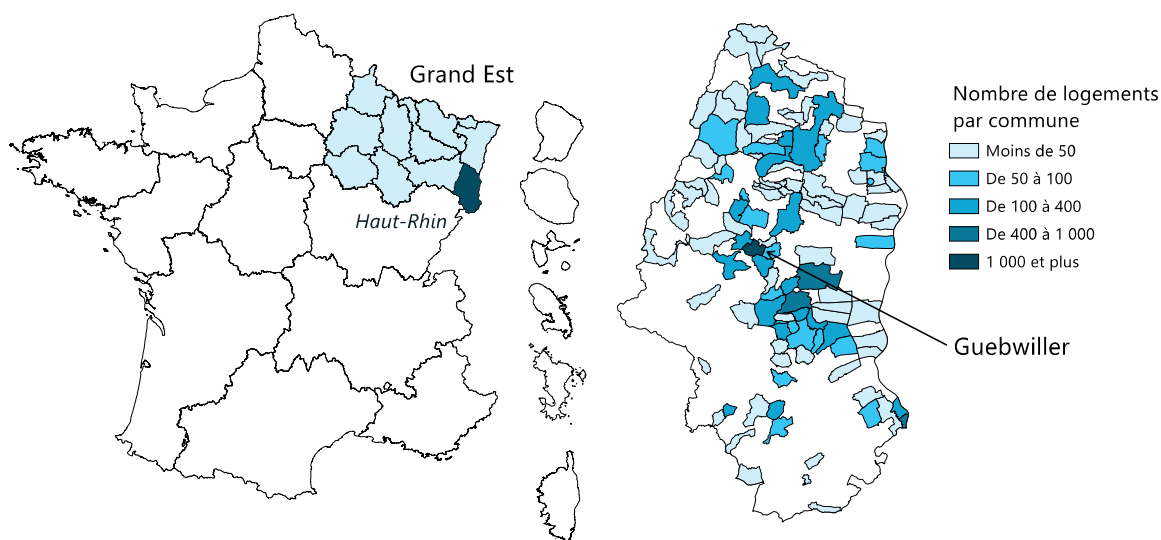 Grand Est
Haut-Rhin
Nombre de logements
par commune
Moins de 50
De 50 à 100
De 100 à 400
De 400 à 1 000
1 000 et plus
Guebwiller